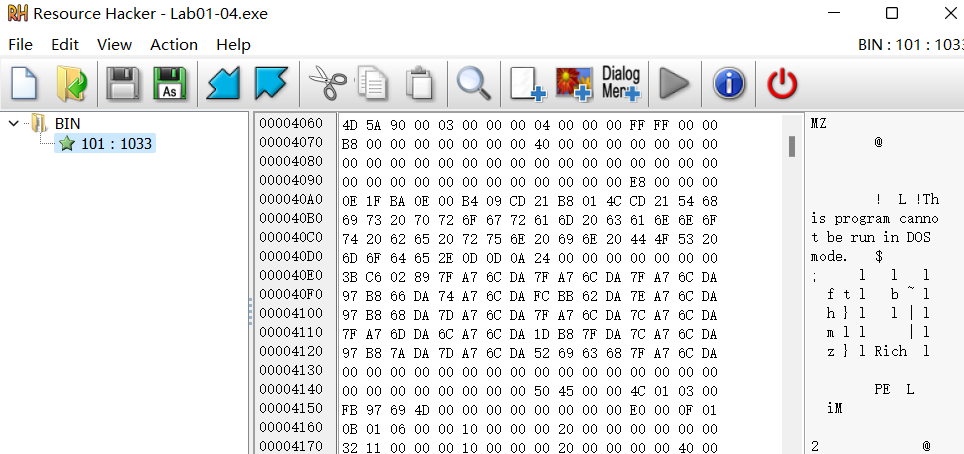 Resource Hacker - Lab01-04.exe
File Edit View Action Help BIN : 101 : 1033
As Dialog Menu
BIN
101 : 1033
00004060 4D 5A 90 00 03 00 00 00 04 00 00 00 FF FF 00 00 MZ
00004070 B8 00 00 00 00 00 00 00 40 00 00 00 00 00 00 00 @
00004080 00 00 00 00 00 00 00 00 00 00 00 00 00 00 00 00
00004090 00 00 00 00 00 00 00 00 00 00 00 00 E8 00 00 00
000040A0 0E 1F BA 0E 00 B4 09 CD 21 B8 01 4C CD 21 54 68 ! L !Th
000040B0 69 73 20 70 72 6F 67 72 61 6D 20 63 61 6E 6E 6F is program canno
000040C0 74 20 62 65 20 72 75 6E 20 69 6E 20 44 4F 53 20 t be run in DOS
000040D0 6D 6F 64 65 2E 0D 0D 0A 24 00 00 00 00 00 00 00 mode. $
000040E0 3B C6 02 89 7F A7 6C DA 7F A7 6C DA 7F A7 6C DA ; l l l
000040F0 97 B8 66 DA 74 A7 6C DA FC BB 62 DA 7E A7 6C DA f t l b ~ l
00004100 97 B8 68 DA 7D A7 6C DA 7F A7 6C DA 7C A7 6C DA h } l l | l
00004110 7F A7 6D DA 6C A7 6C DA 1D B8 7F DA 7C A7 6C DA m l l | l
00004120 97 B8 7A DA 7D A7 6C DA 52 69 63 68 7F A7 6C DA z } l Rich l
00004130 00 00 00 00 00 00 00 00 00 00 00 00 00 00 00 00
00004140 00 00 00 00 00 00 00 00 50 45 00 00 4C 01 03 00 PE L
00004150 FB 97 69 4D 00 00 00 00 00 00 00 00 E0 00 0F 01 iM
00004160 0B 01 06 00 00 10 00 00 00 20 00 00 00 00 00 00
00004170 32 11 00 00 00 10 00 00 00 20 00 00 00 00 40 00 2 @